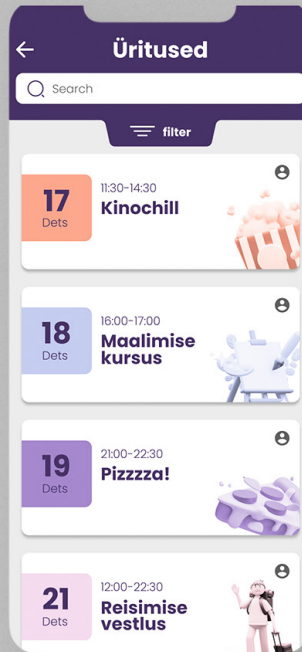 Üritused
Search
filter
17
Dets
11:30-14:30
Kinochill
18
Dets
16:00-17:00
Maalimise
kursus
19
Dets
21:00-22:30
Pizzzza!
21
Dets
12:00-22:30
Reisimise
vestlus